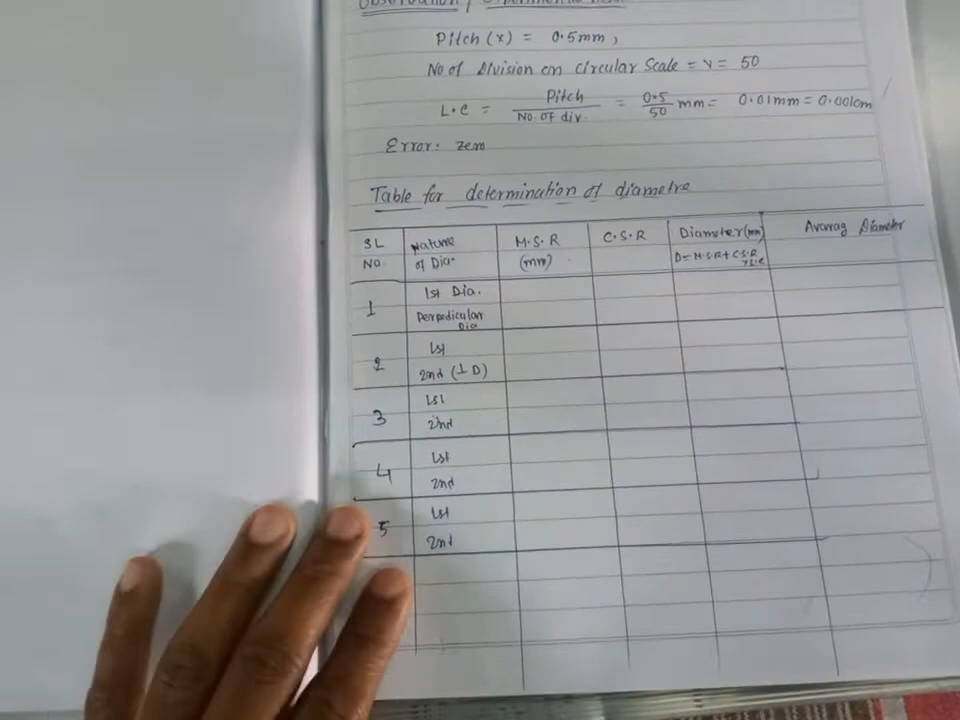 Pitch (x) = 0.5mm,
No of Division on Circular Scale = v = 50
L.C = Pitch / No. of div. = 0.5 / 50 mm = 0.01mm = 0.001cm
Error: zero
Table for determination of diametre
SL NO. Nature of Dia. M.S.R (mm) C.S.R Diameter (mm) D = M.S.R + C.S.R x L.C Avarag Diameter
1 1st Dia.
Perpedicular Dia
2 1st
2nd (⊥ D)
3 1st
2nd
4 1st
2nd
5 1st
2nd